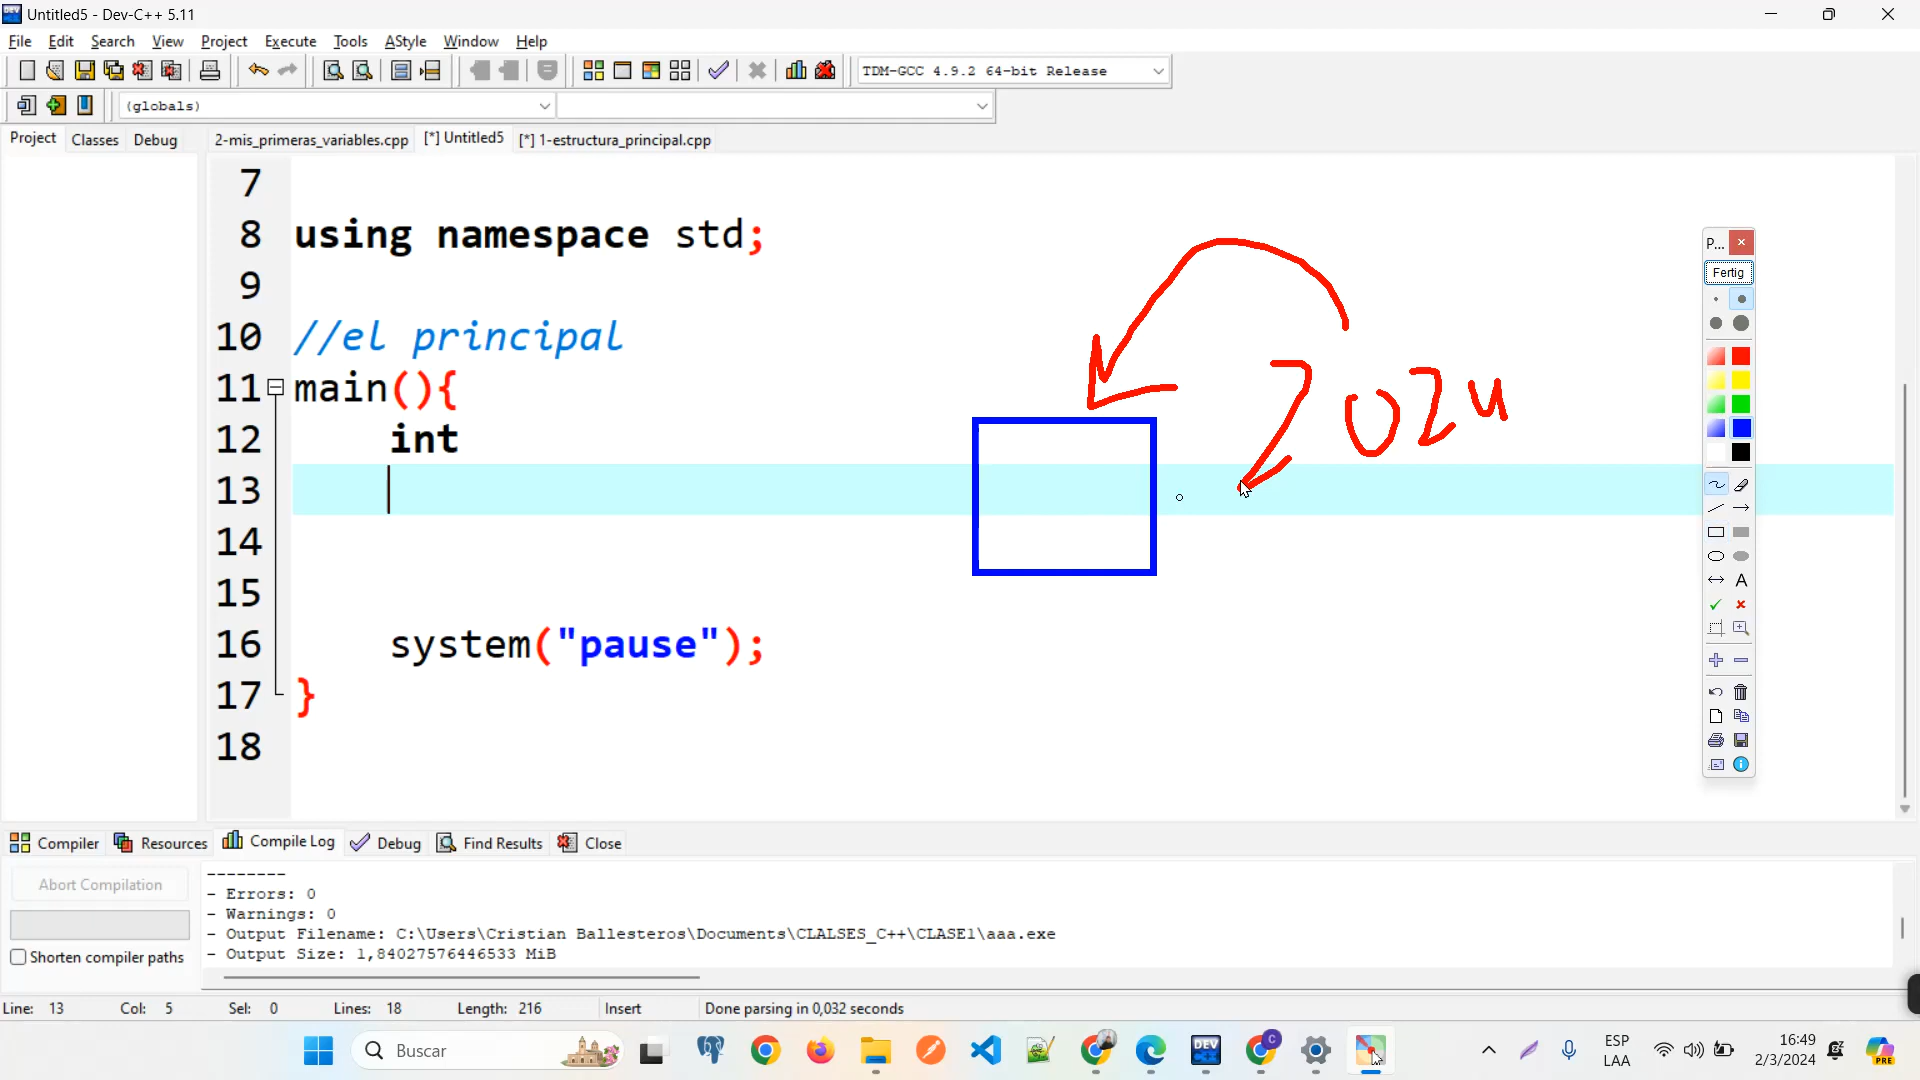 Untitled5 - Dev-C++ 5.11
File Edit Search View Project Execute Tools AStyle Window Help
TDM-GCC 4.9.2 64-bit Release
(globals)
Project Classes Debug 2-mis_primeras_variables.cpp [*] Untitled5 [*] 1-estructura_principal.cpp
7
8 using namespace std;
9
10 //el principal
11 main(){
12 int
13
14
15
16 system("pause");
17 }
18
202
P...
Fertig
A
Compiler Resources Compile Log Debug Find Results Close
Abort Compilation
Shorten compiler paths
--------
- Errors: 0
- Warnings: 0
- Output Filename: C:\Users\Cristian Ballesteros\Documents\CLALSES_C++\CLASE1\aaa.exe
- Output Size: 1,84027576446533 MiB
Line: 13 Col: 5 Sel: 0 Lines: 18 Length: 216 Insert Done parsing in 0,032 seconds
Buscar
DEV
C
ESP
LAA
16:49
2/3/2024
PRE